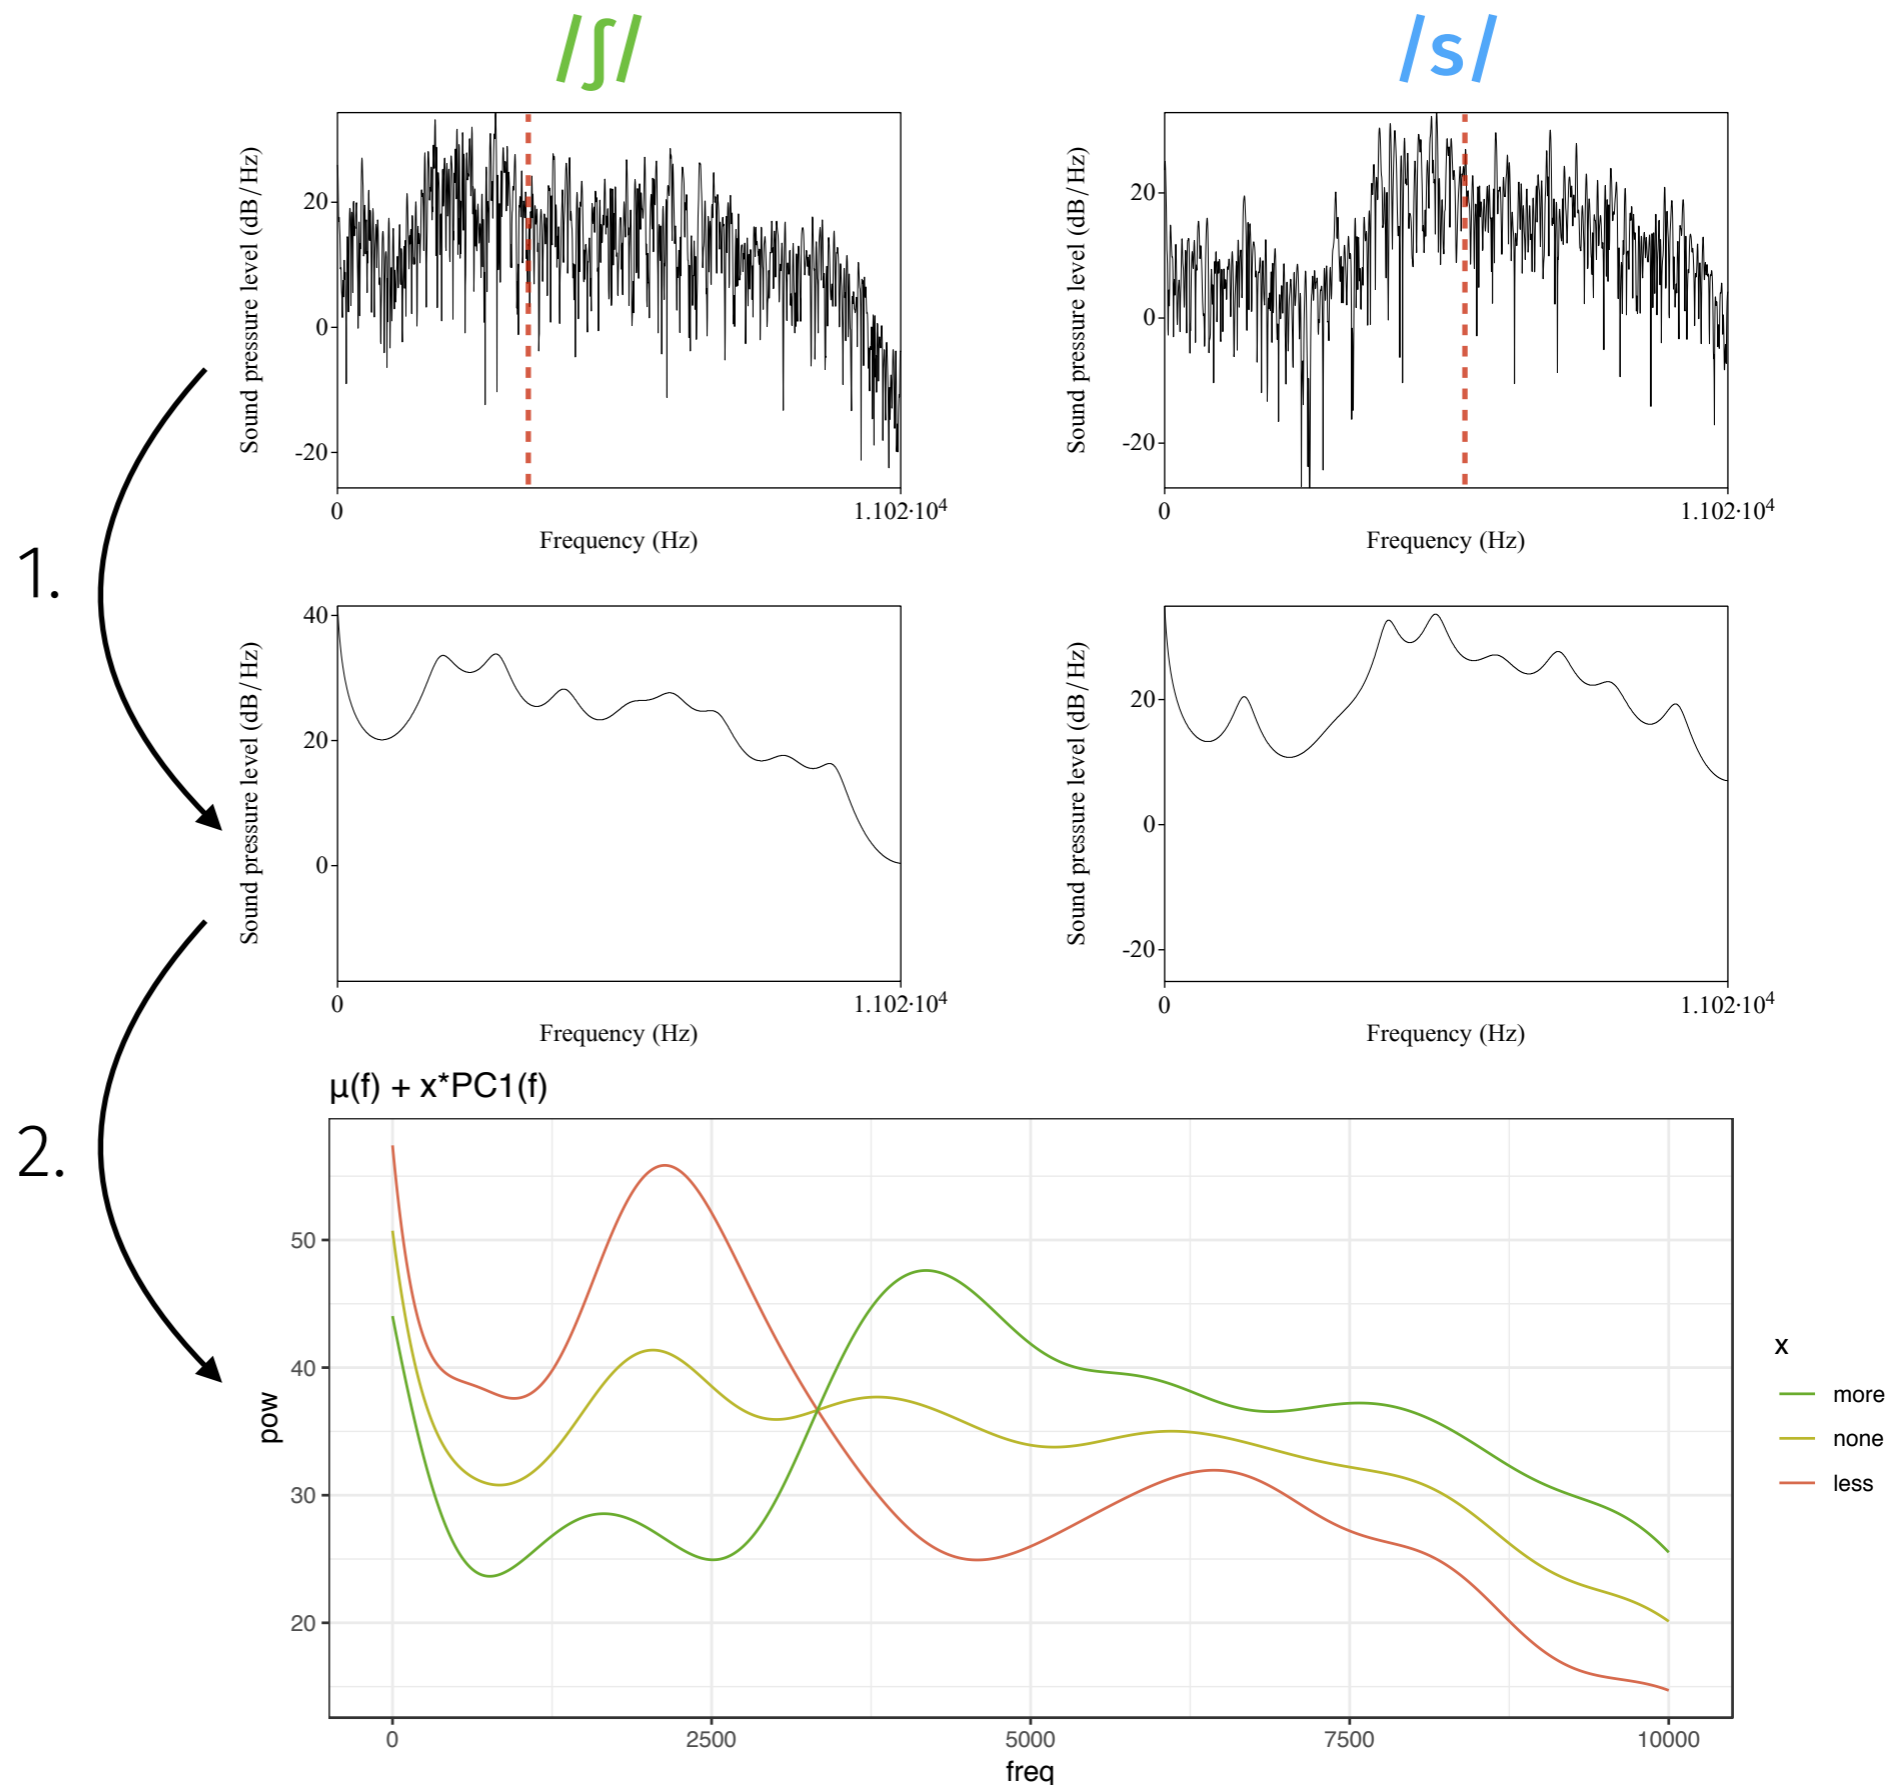 /ʃ/
/s/
Sound pressure level (dB/Hz)
20
0
-20
0
1.102·10⁴
Frequency (Hz)
Sound pressure level (dB/Hz)
20
0
-20
0
1.102·10⁴
Frequency (Hz)
1.
Sound pressure level (dB/Hz)
40
20
0
0
1.102·10⁴
Frequency (Hz)
Sound pressure level (dB/Hz)
20
0
-20
0
1.102·10⁴
Frequency (Hz)
2.
μ(f) + x*PC1(f)
pow
50
40
30
20
0
2500
5000
7500
10000
freq
x
more
none
less